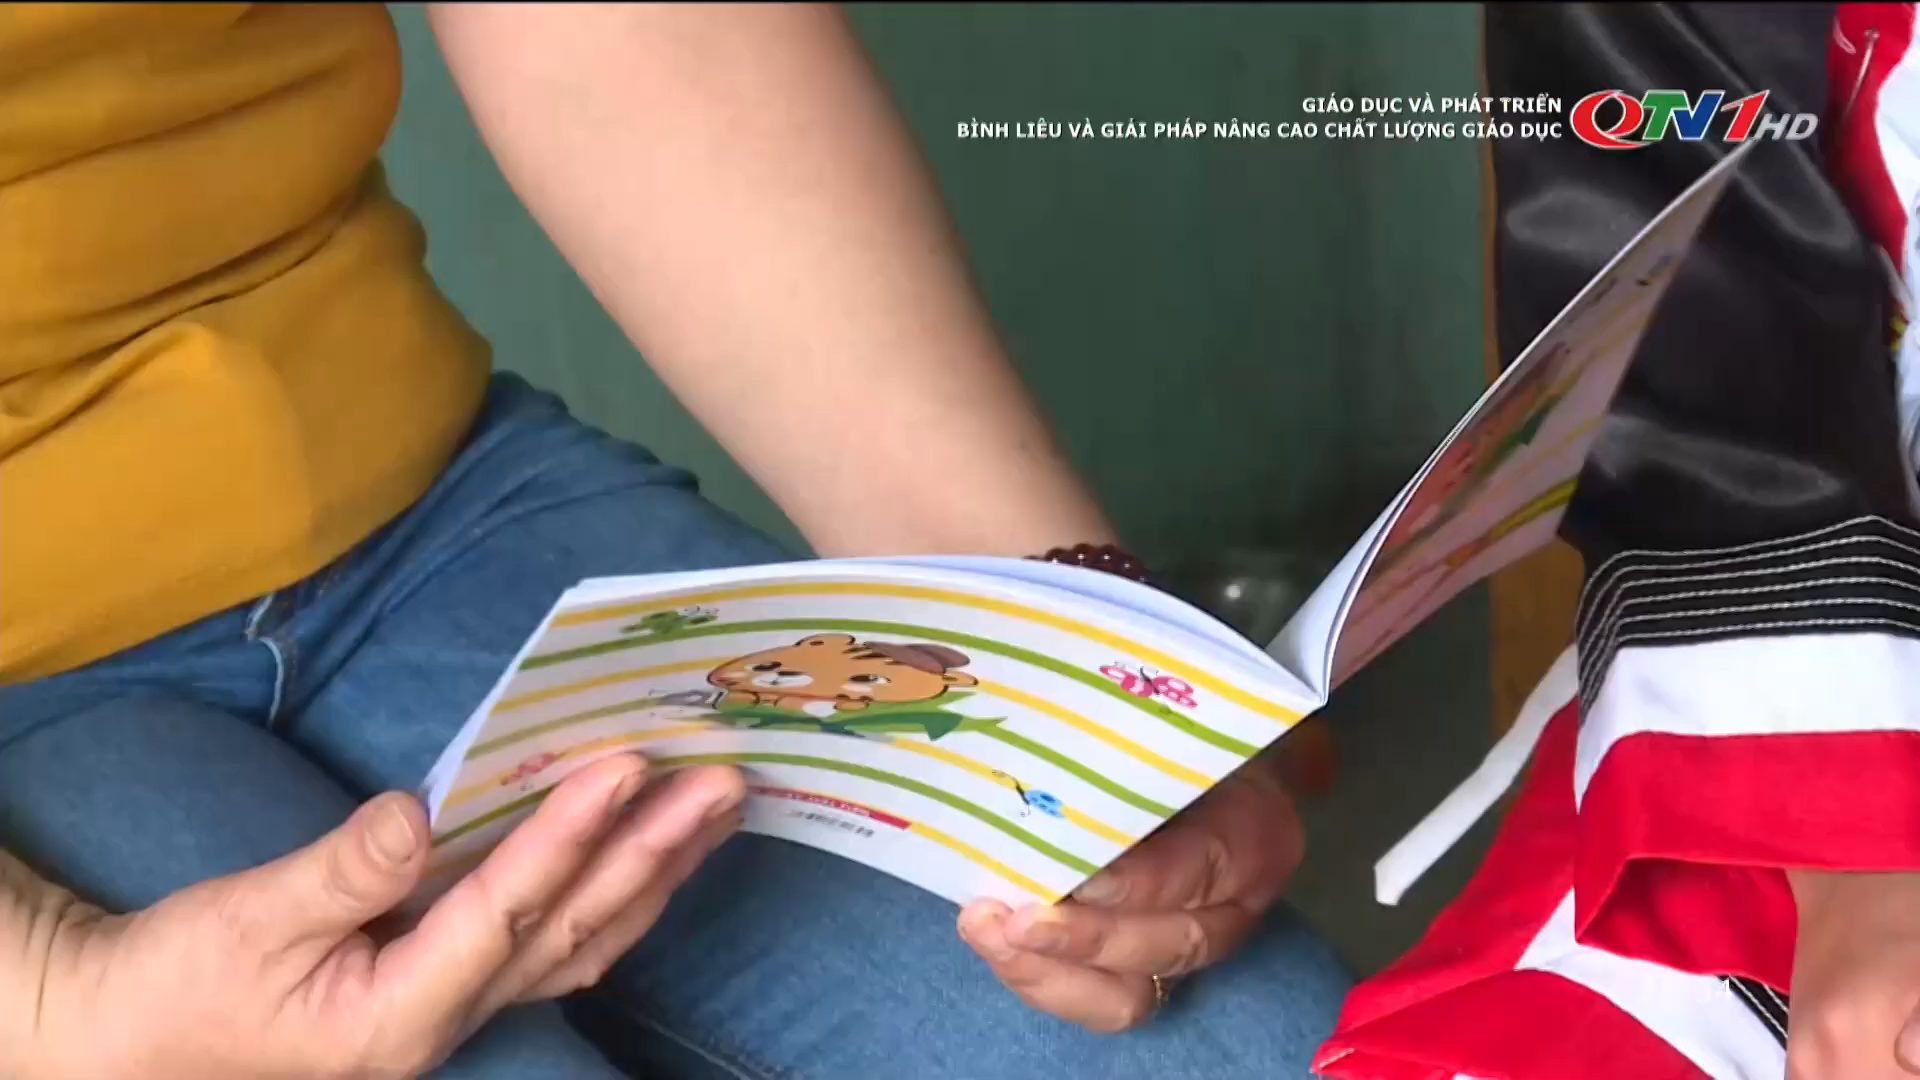 GIÁO DỤC VÀ PHÁT TRIỂN
BÌNH LIÊU VÀ GIẢI PHÁP NÂNG CAO CHẤT LƯỢNG GIÁO DỤC
QTV1HD